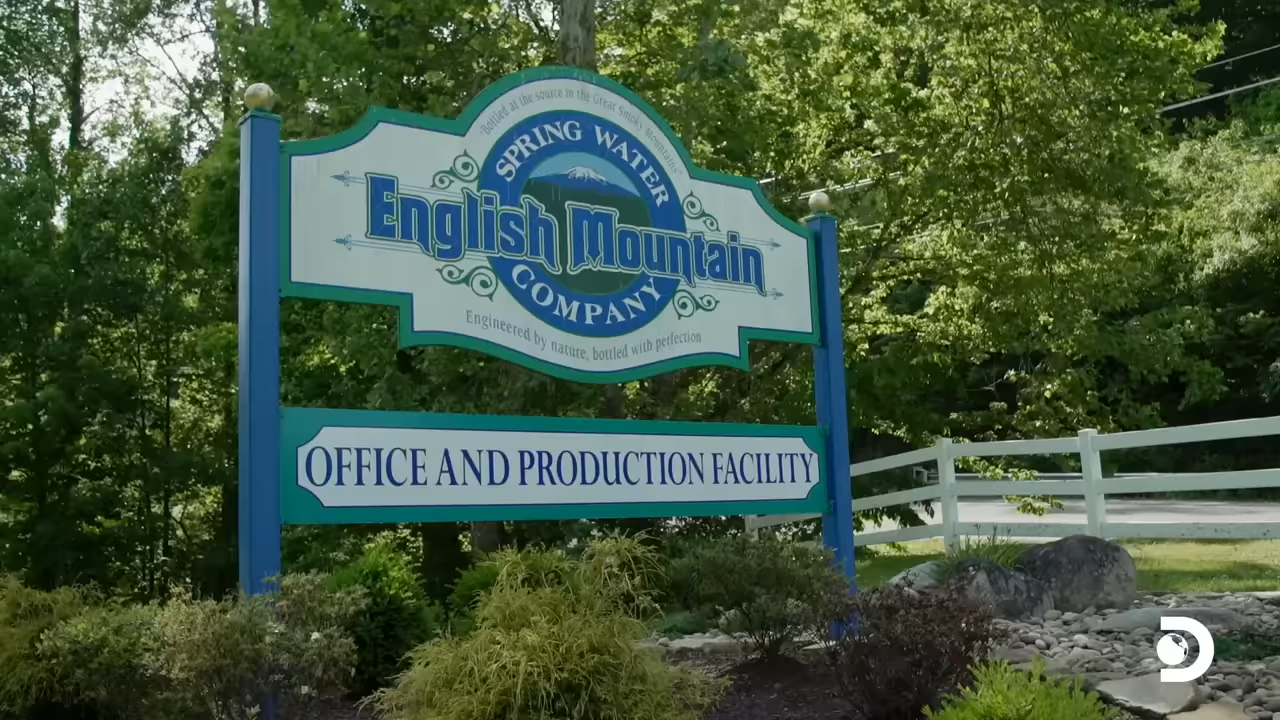 "Bottled at the source in the Great Smoky Mountains"
SPRING WATER
English Mountain
COMPANY
Engineered by nature, bottled with perfection
OFFICE AND PRODUCTION FACILITY